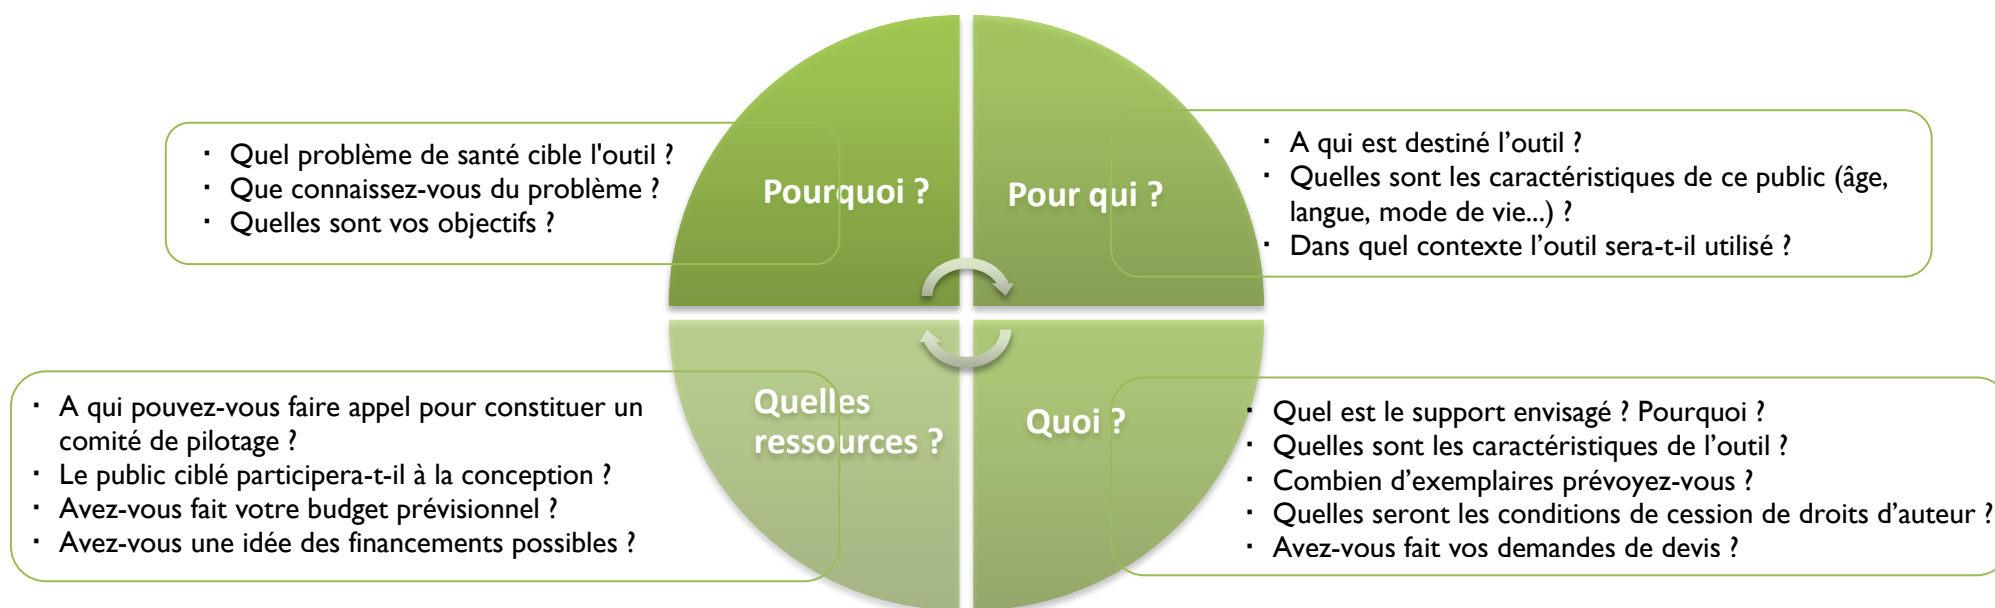 Pourquoi ?
· Quel problème de santé cible l'outil ?
· Que connaissez-vous du problème ?
· Quelles sont vos objectifs ?
Pour qui ?
· A qui est destiné l’outil ?
· Quelles sont les caractéristiques de ce public (âge,
langue, mode de vie...) ?
· Dans quel contexte l’outil sera-t-il utilisé ?
Quelles
ressources ?
· A qui pouvez-vous faire appel pour constituer un
comité de pilotage ?
· Le public ciblé participera-t-il à la conception ?
· Avez-vous fait votre budget prévisionnel ?
· Avez-vous une idée des financements possibles ?
Quoi ?
· Quel est le support envisagé ? Pourquoi ?
· Quelles sont les caractéristiques de l’outil ?
· Combien d’exemplaires prévoyez-vous ?
· Quelles seront les conditions de cession de droits d’auteur ?
· Avez-vous fait vos demandes de devis ?